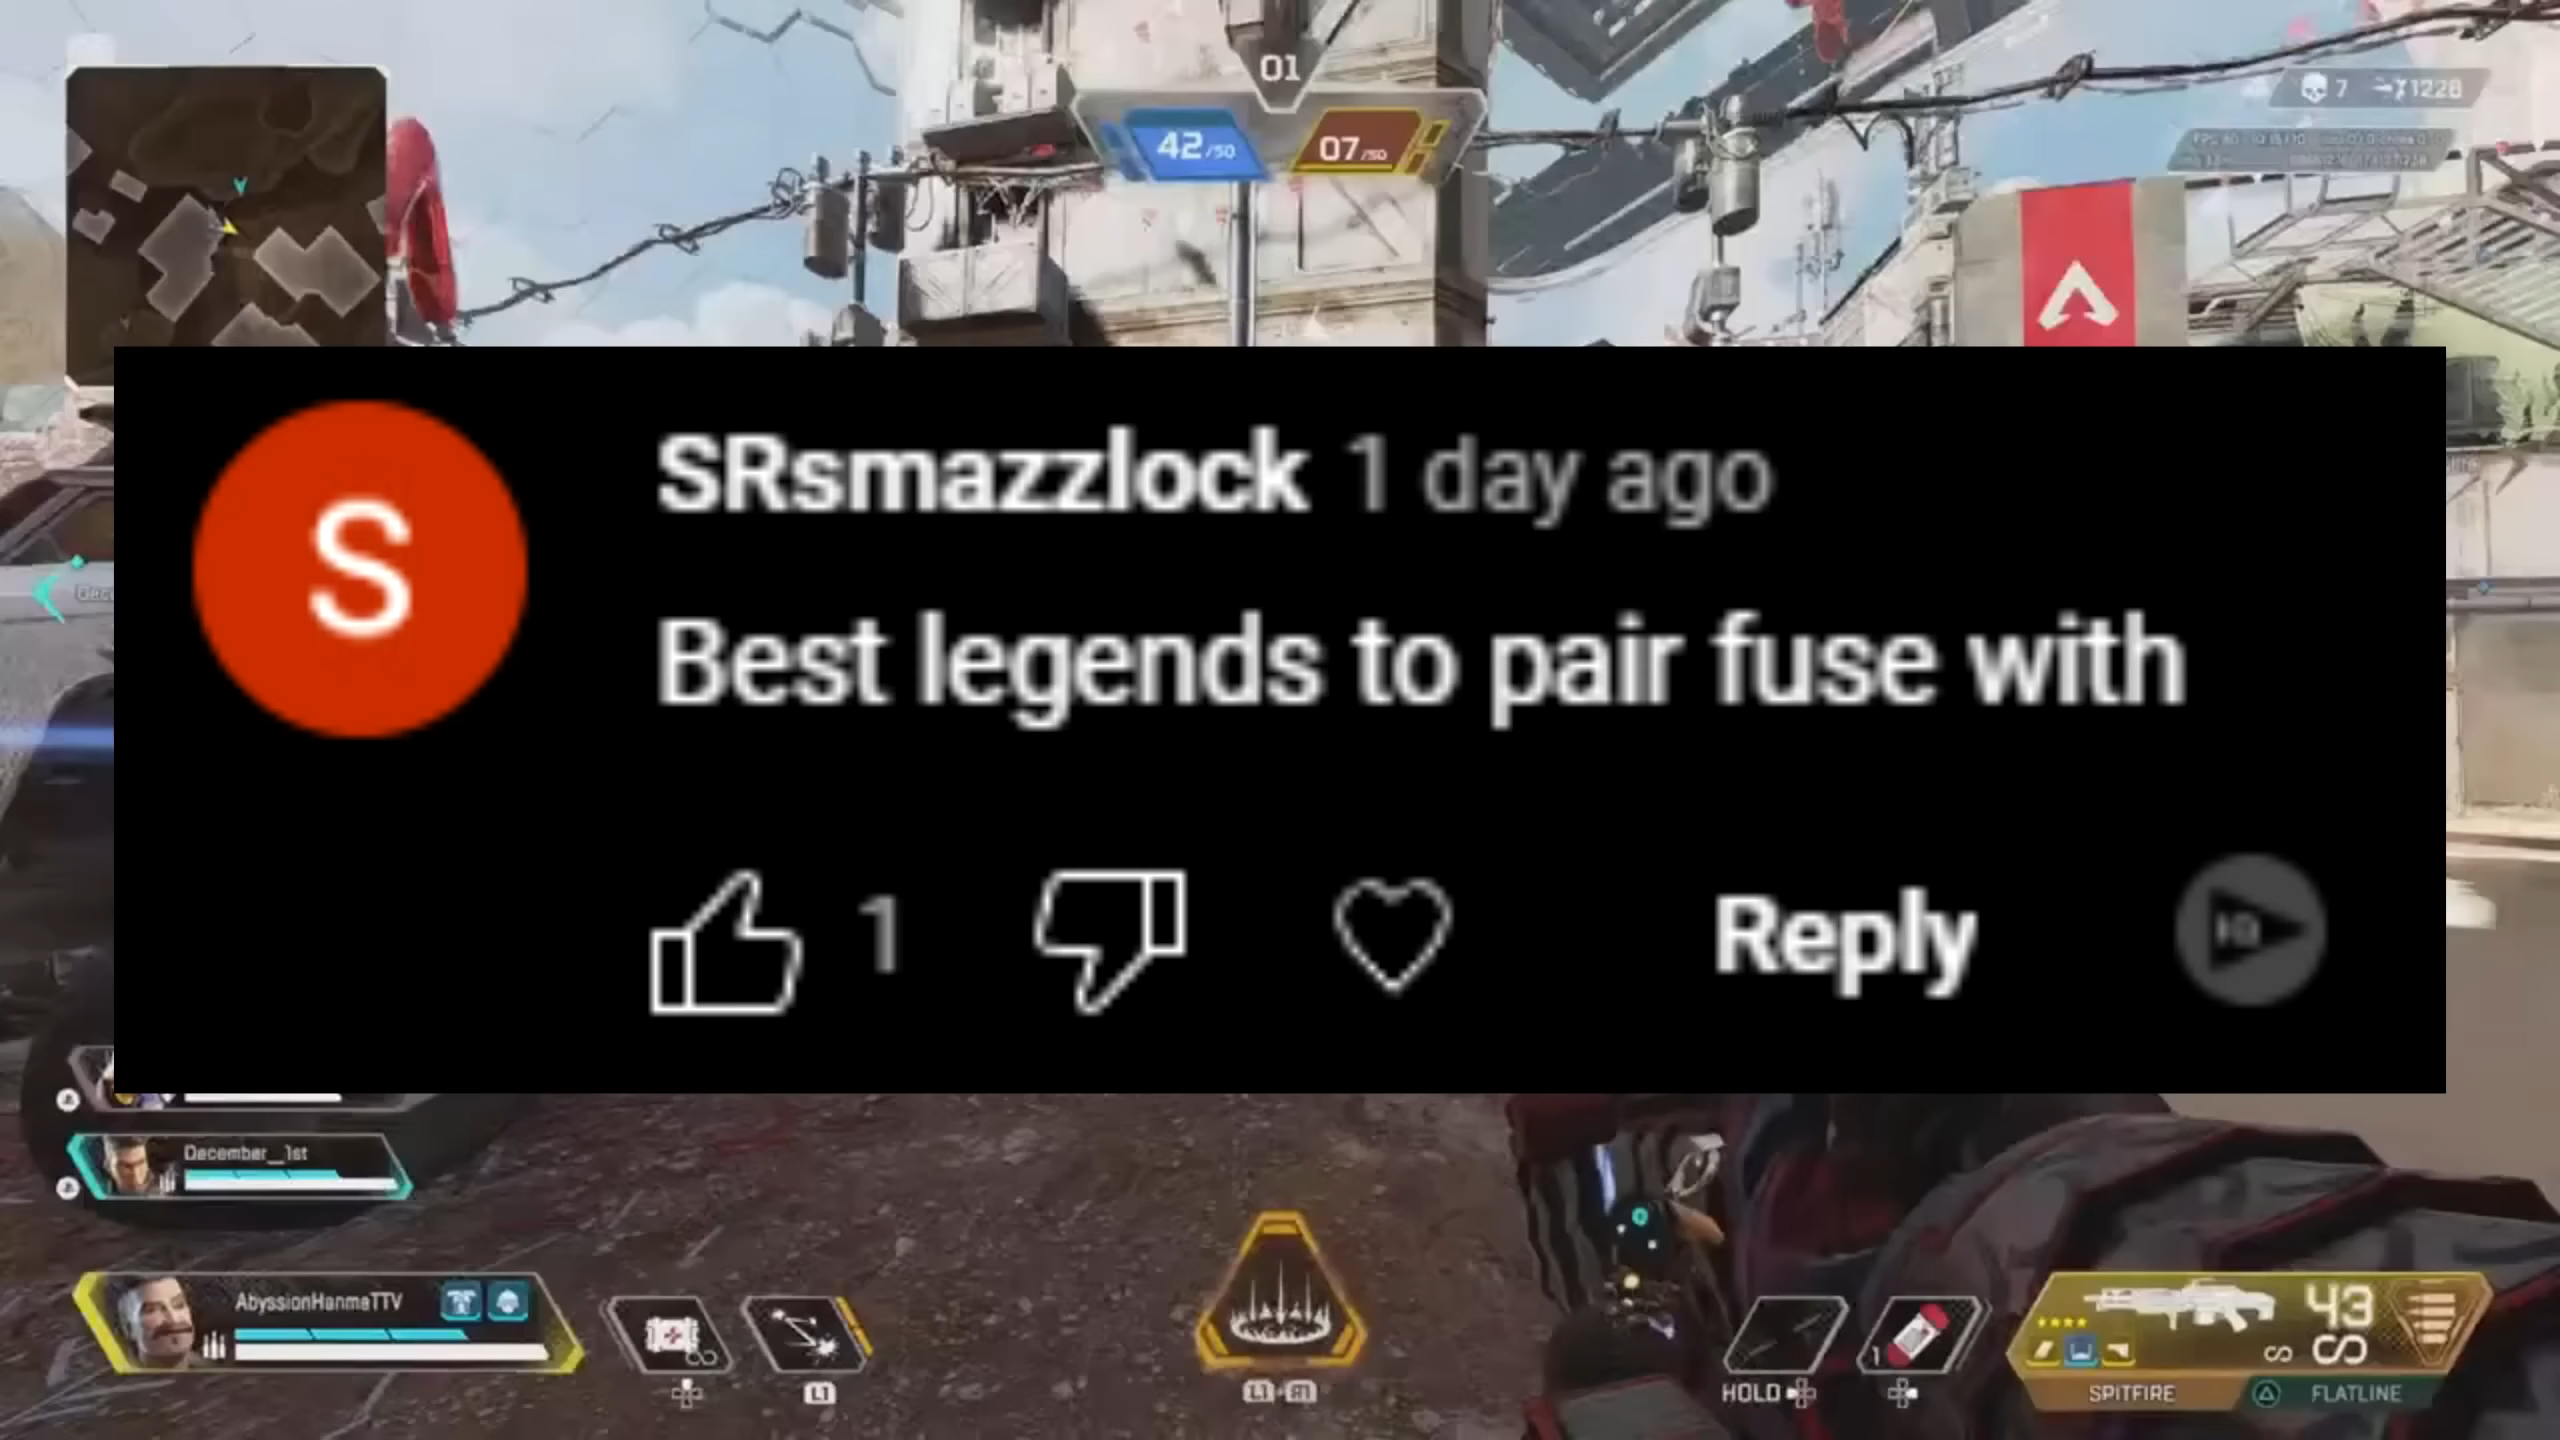 01
42/50
07/50
7
1228
S
SRsmazzlock 1 day ago
Best legends to pair fuse with
1
Reply
December__1st
AbyssionHanmaTTV
L1
L1 R1
HOLD
1
43
SPITFIRE
FLATLINE